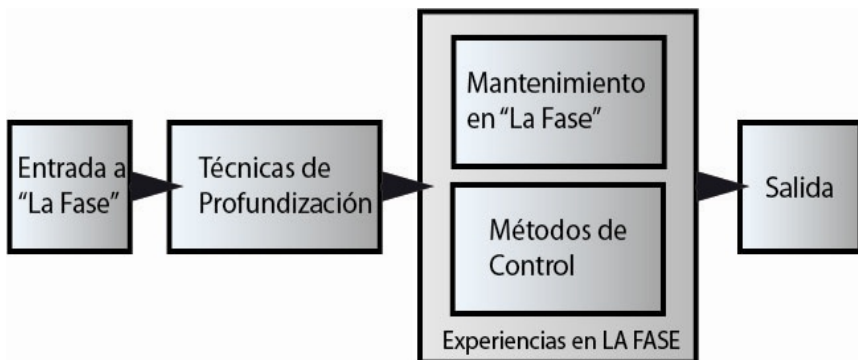 Entrada a
“La Fase”
Técnicas de
Profundización
Mantenimiento
en “La Fase”
Métodos de
Control
Experiencias en LA FASE
Salida